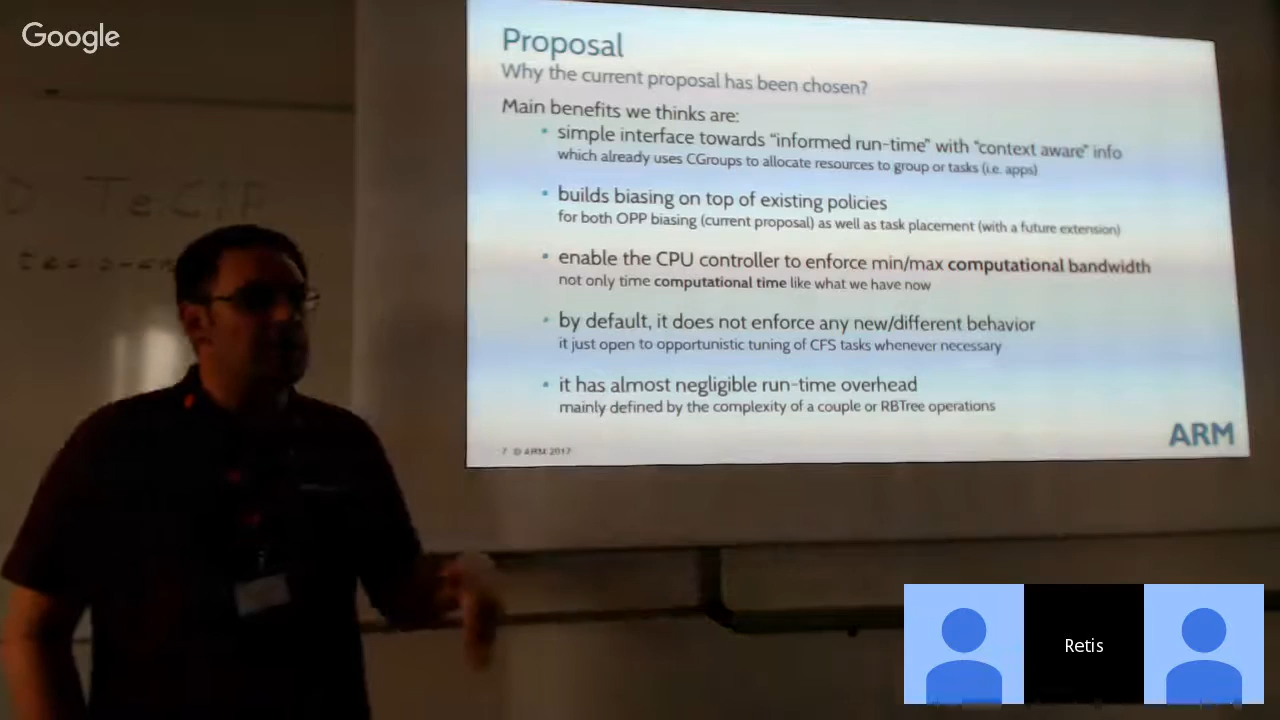 Google
Proposal
Why the current proposal has been chosen?
Main benefits we thinks are:
• simple interface towards “informed run-time” with “context aware” info
which already uses CGroups to allocate resources to group or tasks (i.e. apps)
• builds biasing on top of existing policies
for both OPP biasing (current proposal) as well as task placement (with a future extension)
• enable the CPU controller to enforce min/max computational bandwidth
not only time computational time like what we have now
• by default, it does not enforce any new/different behavior
it just open to opportunistic tuning of CFS tasks whenever necessary
• it has almost negligible run-time overhead
mainly defined by the complexity of a couple or RBTree operations
7 © ARM 2017
ARM
Retis